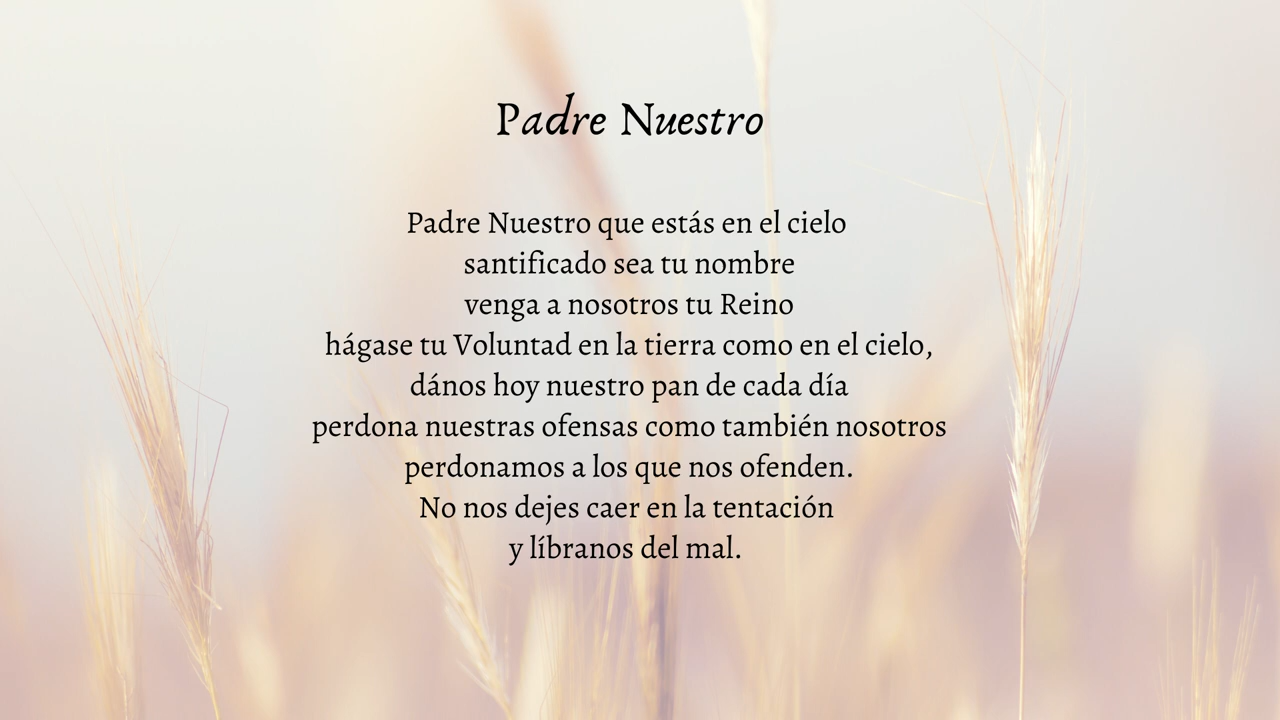 Padre Nuestro
Padre Nuestro que estás en el cielo
santificado sea tu nombre
venga a nosotros tu Reino
hágase tu Voluntad en la tierra como en el cielo,
dános hoy nuestro pan de cada día
perdona nuestras ofensas como también nosotros
perdonamos a los que nos ofenden.
No nos dejes caer en la tentación
y líbranos del mal.